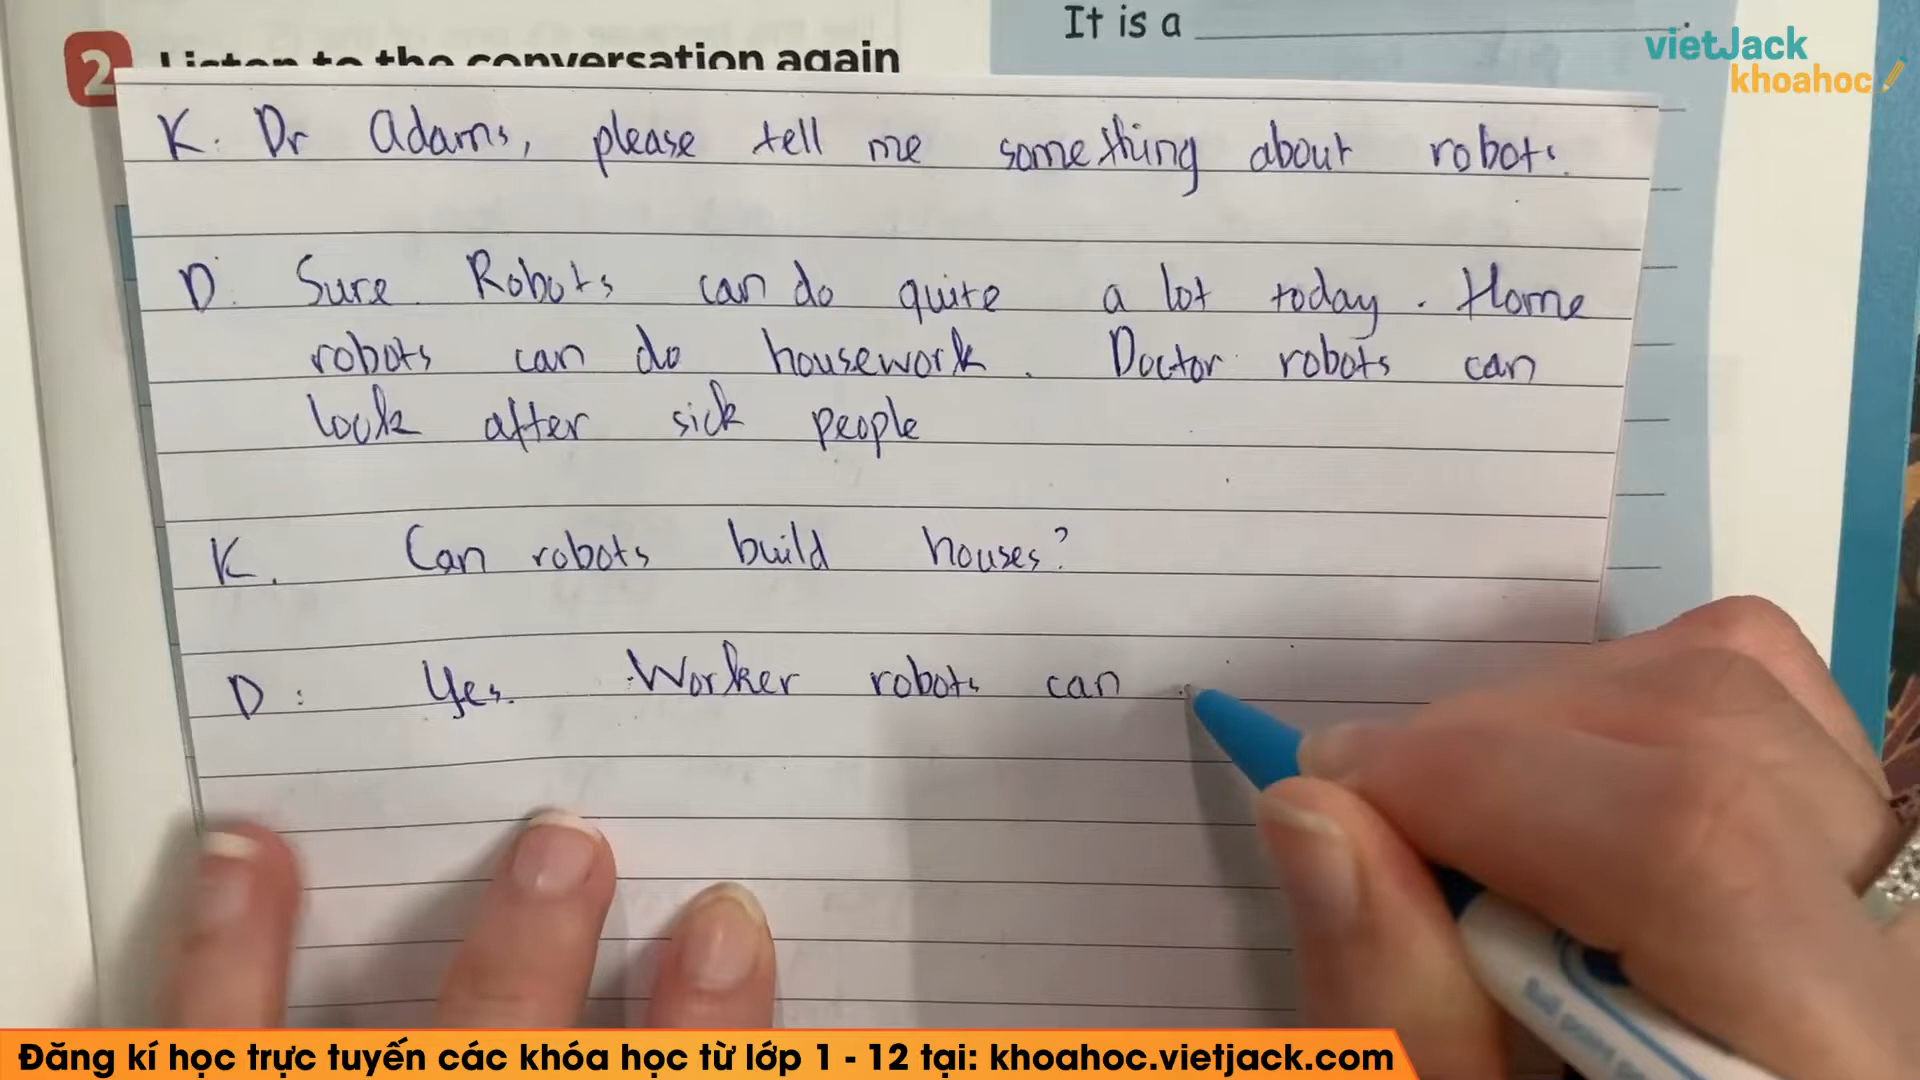 It is a ____________.
vietJack
khoahoc
2 Listen to the conversation again
K. Dr Adams, please tell me something about robots.
D. Sure. Robots can do quite a lot today. Home
robots can do housework. Doctor robots can
look after sick people
K. Can robots build houses?
D: Yes. Worker robots can
Đăng kí học trực tuyến các khóa học từ lớp 1 - 12 tại: khoahoc.vietjack.com